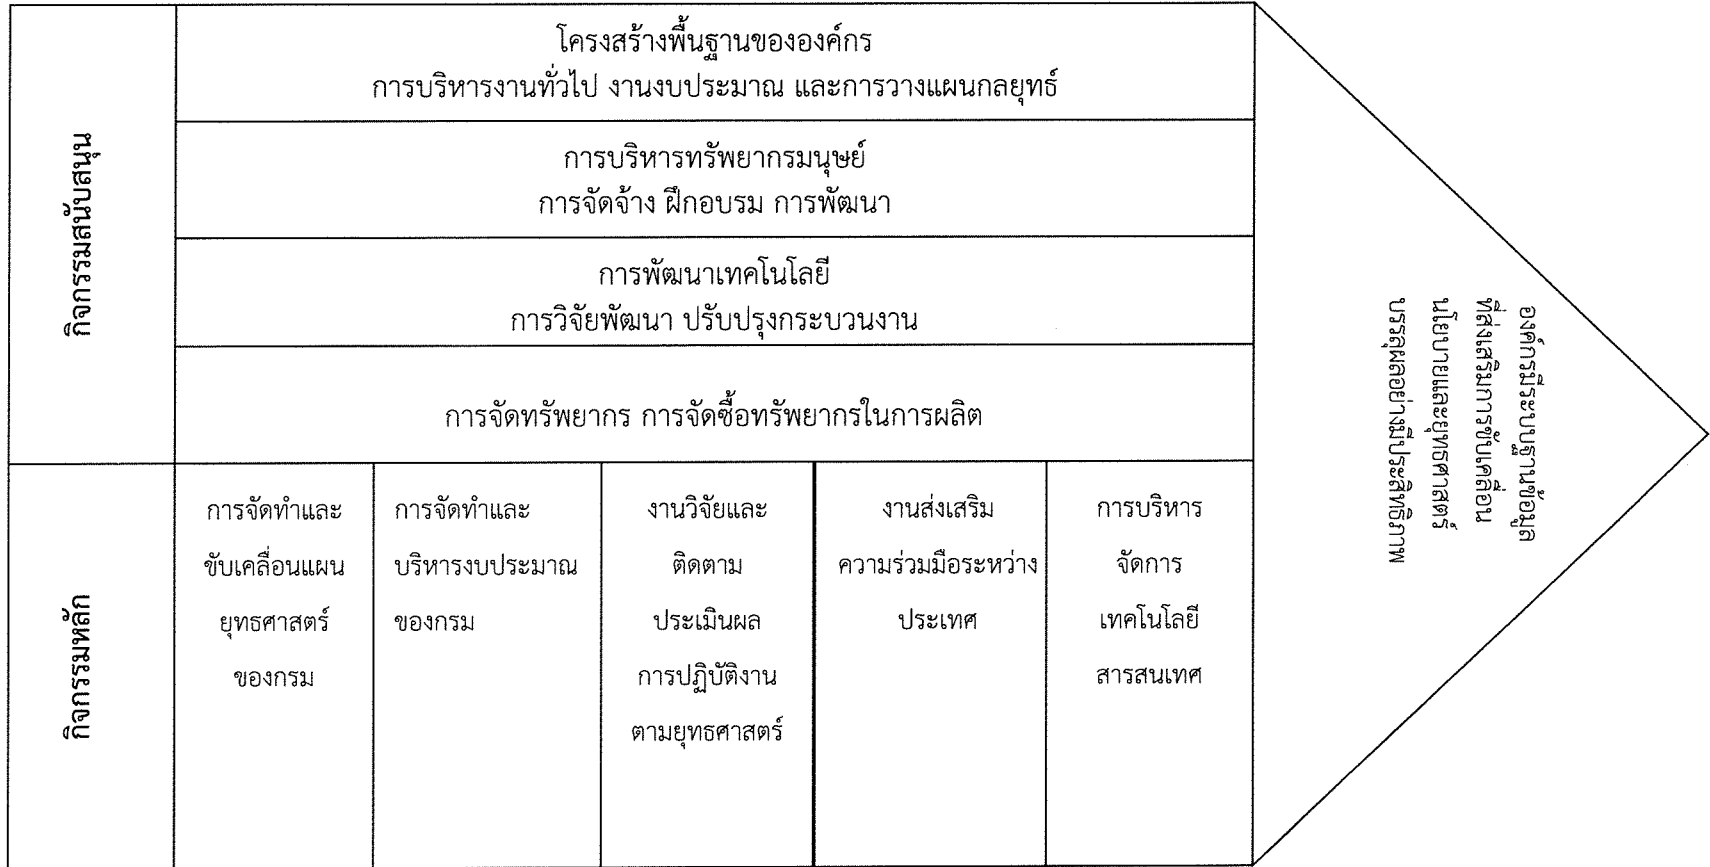 กิจกรรมสนับสนุน
โครงสร้างพื้นฐานขององค์กร
การบริหารงานทั่วไป งานงบประมาณ และการวางแผนกลยุทธ์
การบริหารทรัพยากรมนุษย์
การจัดจ้าง ฝึกอบรม การพัฒนา
การพัฒนาเทคโนโลยี
การวิจัยพัฒนา ปรับปรุงกระบวนงาน
การจัดทรัพยากร การจัดซื้อทรัพยากรในการผลิต
กิจกรรมหลัก
การจัดทำและ
ขับเคลื่อนแผน
ยุทธศาสตร์
ของกรม
การจัดทำและ
บริหารงบประมาณ
ของกรม
งานวิจัยและ
ติดตาม
ประเมินผล
การปฏิบัติงาน
ตามยุทธศาสตร์
งานส่งเสริม
ความร่วมมือระหว่าง
ประเทศ
การบริหาร
จัดการ
เทคโนโลยี
สารสนเทศ
องค์กรมีระบบฐานข้อมูล
ที่ส่งเสริมการขับเคลื่อน
นโยบายและยุทธศาสตร์
บรรลุผลอย่างมีประสิทธิภาพ